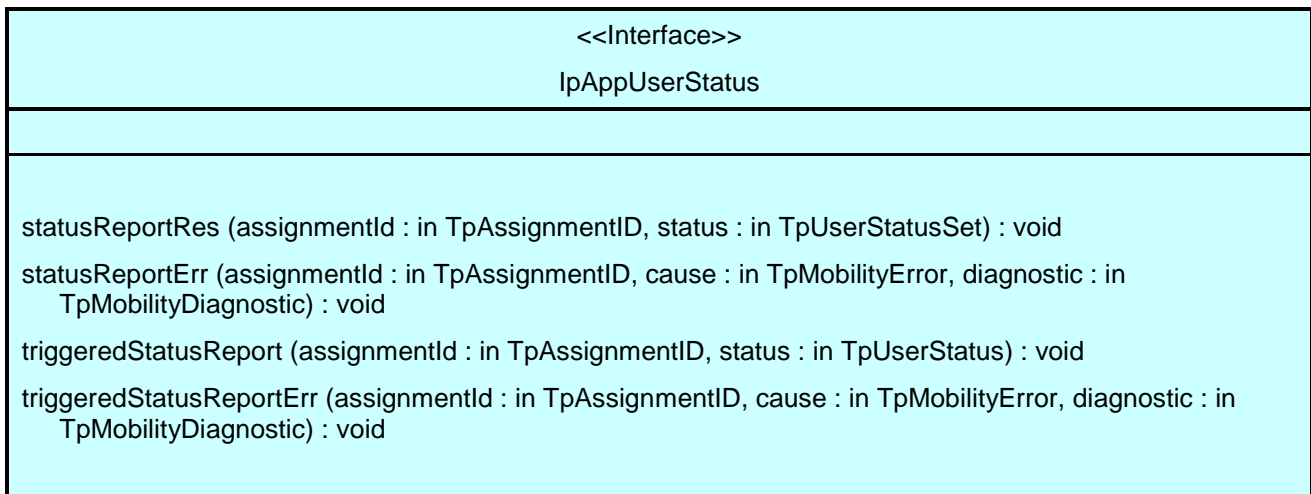 <<Interface>>
IpAppUserStatus
statusReportRes (assignmentId : in TpAssignmentID, status : in TpUserStatusSet) : void
statusReportErr (assignmentId : in TpAssignmentID, cause : in TpMobilityError, diagnostic : in
TpMobilityDiagnostic) : void
triggeredStatusReport (assignmentId : in TpAssignmentID, status : in TpUserStatus) : void
triggeredStatusReportErr (assignmentId : in TpAssignmentID, cause : in TpMobilityError, diagnostic : in
TpMobilityDiagnostic) : void